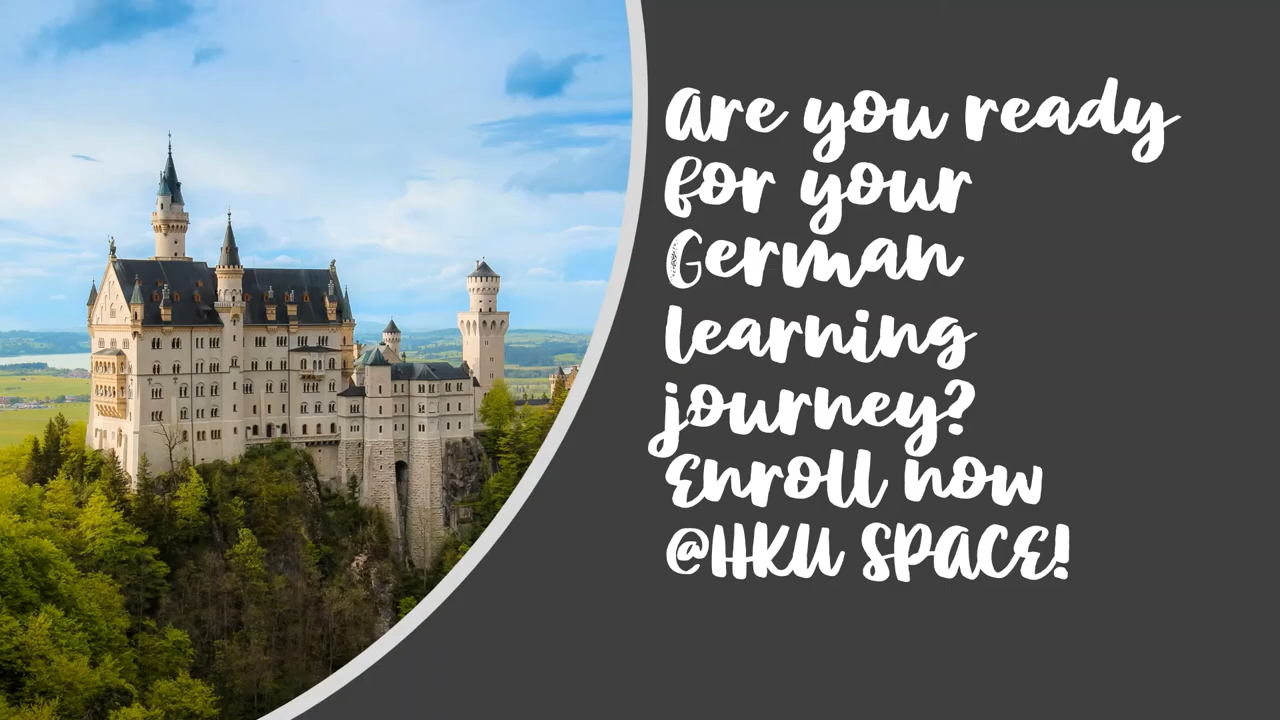 Are you ready
for your
German
learning
journey?
Enroll now
@HKU SPACE!